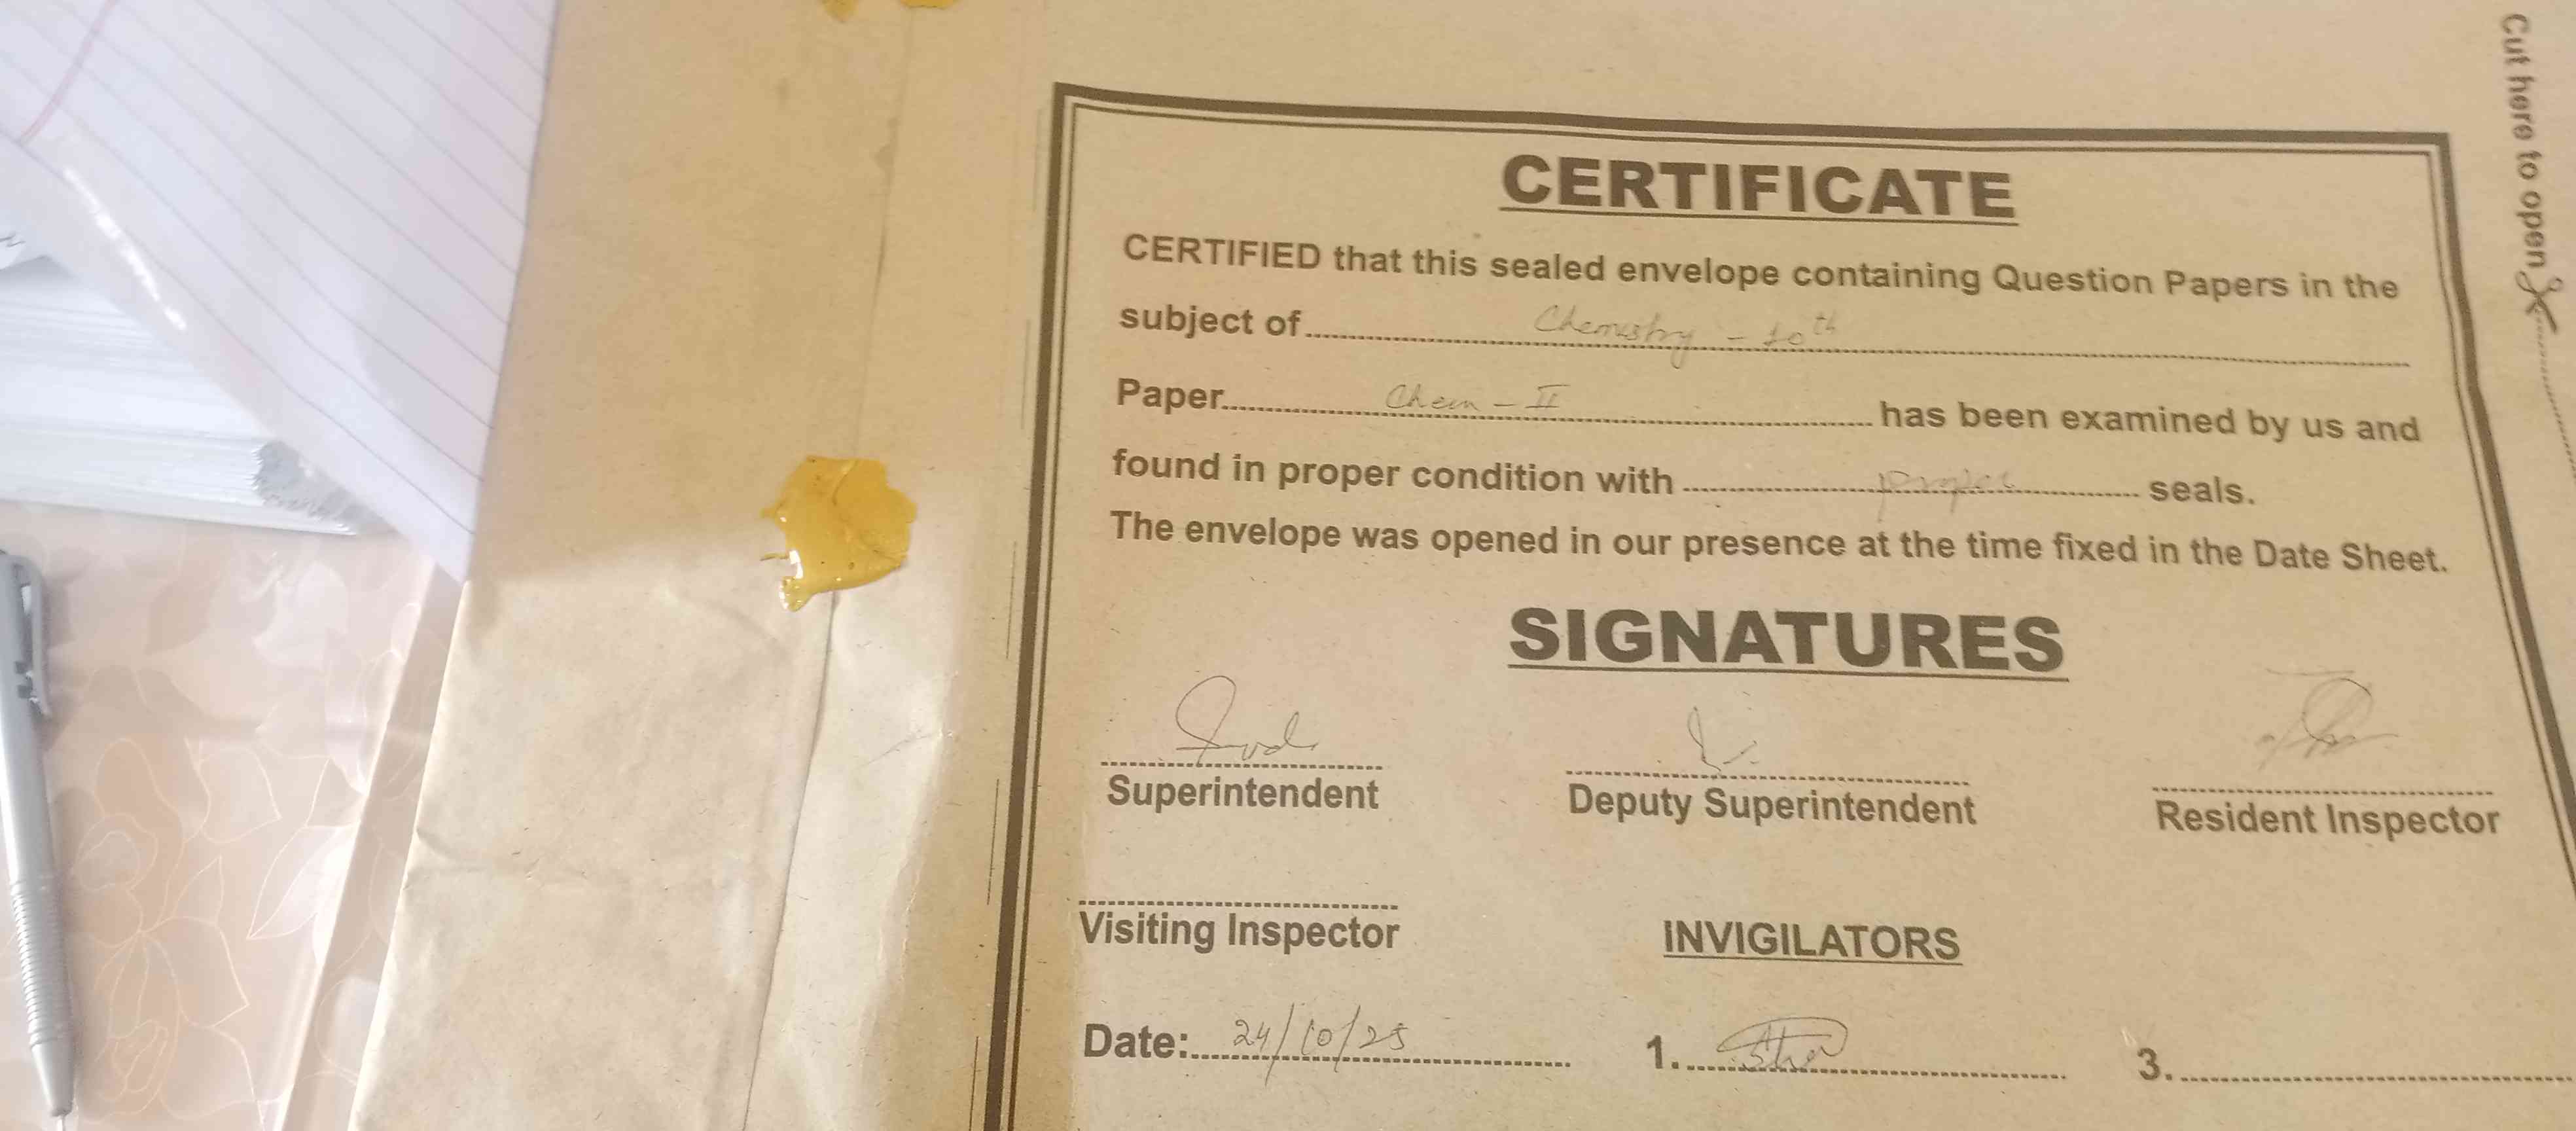 Cut here to open
CERTIFICATE
CERTIFIED that this sealed envelope containing Question Papers in the
subject of Chemistry - 10th
Paper Chem - II has been examined by us and
found in proper condition with proper seals.
The envelope was opened in our presence at the time fixed in the Date Sheet.
SIGNATURES
Superintendent Deputy Superintendent Resident Inspector
Visiting Inspector INVIGILATORS
Date: 24/10/25 1. 3.